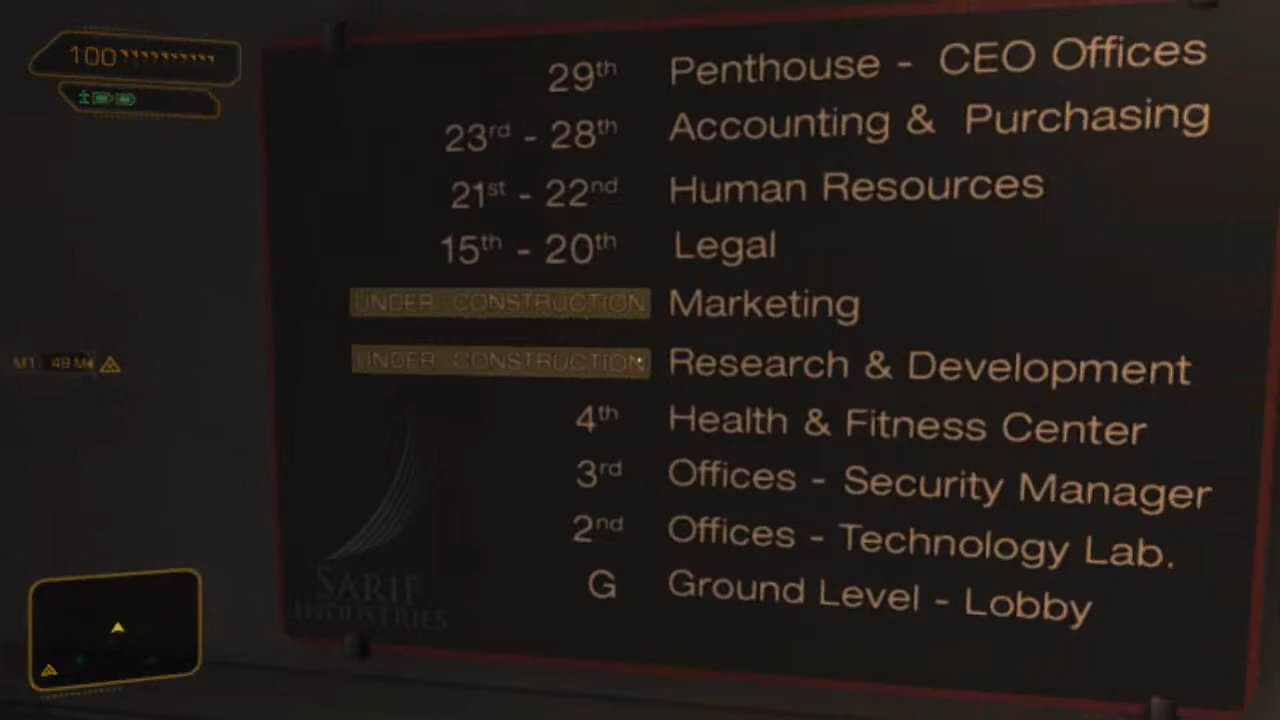 100
29th Penthouse - CEO Offices
23rd - 28th Accounting & Purchasing
21st - 22nd Human Resources
15th - 20th Legal
UNDER CONSTRUCTION Marketing
UNDER CONSTRUCTION Research & Development
4th Health & Fitness Center
3rd Offices - Security Manager
2nd Offices - Technology Lab.
G Ground Level - Lobby
SARIF
INDUSTRIES